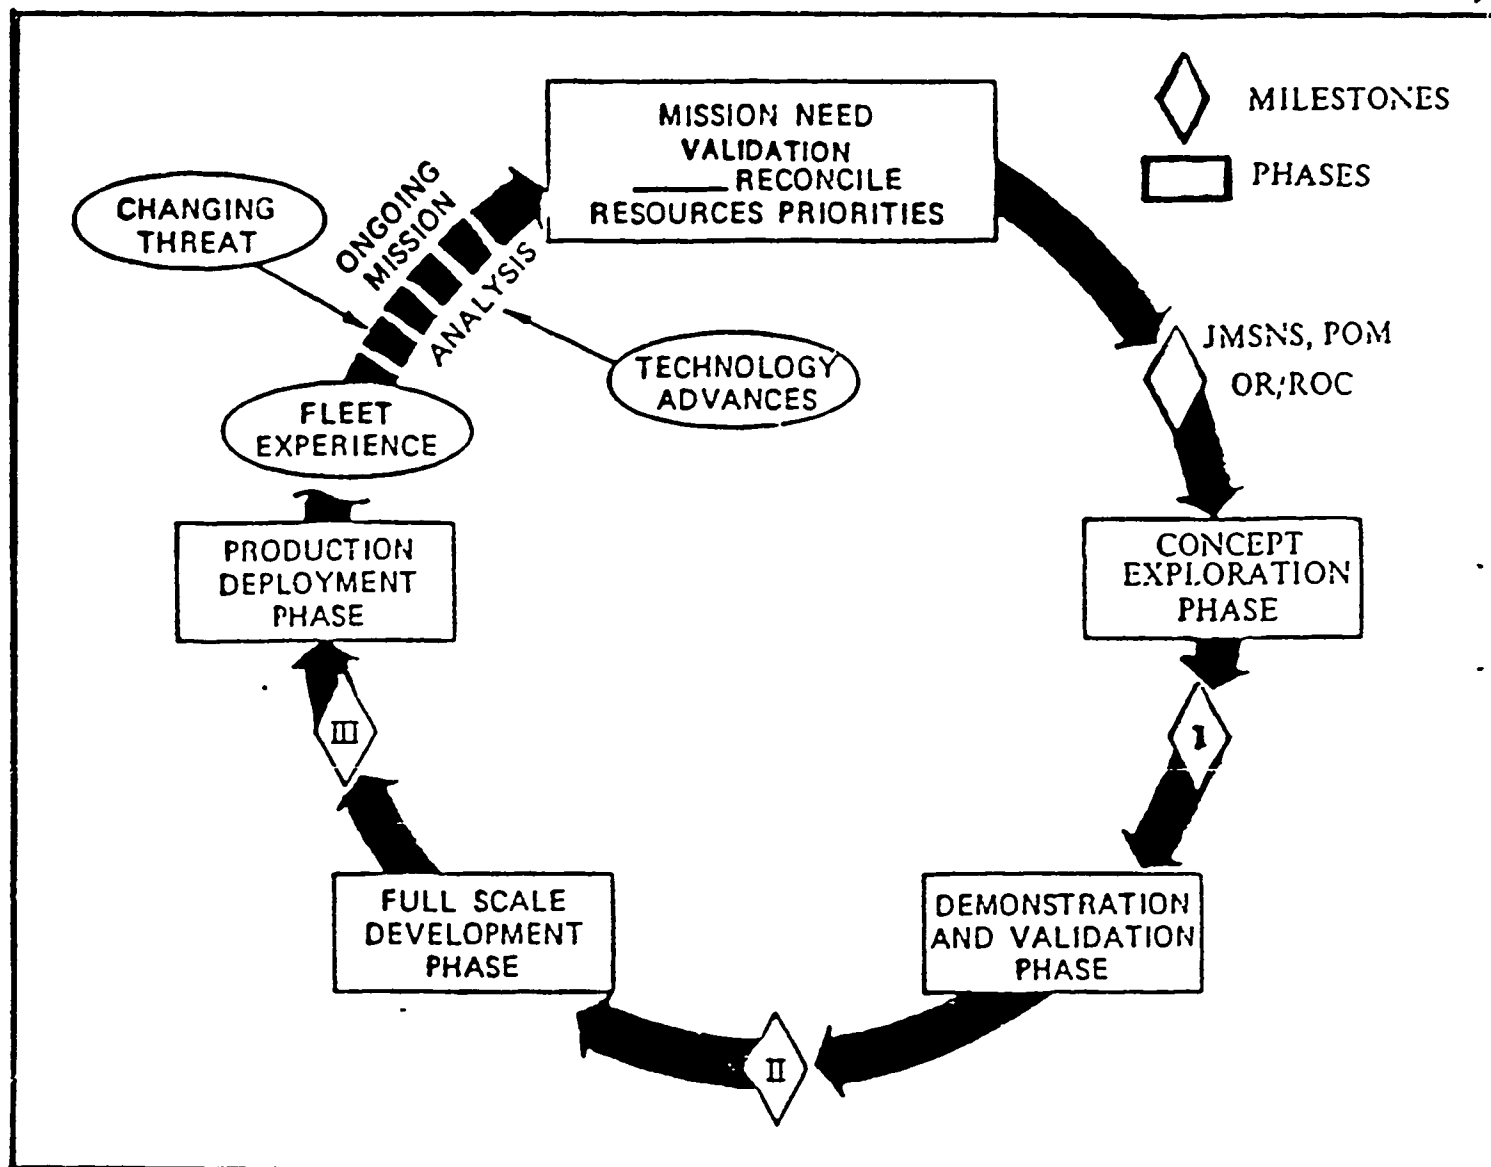 MISSION NEED
VALIDATION
RECONCILE
RESOURCES PRIORITIES
MILESTONES
PHASES
CHANGING
THREAT
ONGOING
MISSION
ANALYSIS
TECHNOLOGY
ADVANCES
FLEET
EXPERIENCE
JMSNS, POM
OR/ROC
CONCEPT
EXPLORATION
PHASE
I
DEMONSTRATION
AND VALIDATION
PHASE
II
FULL SCALE
DEVELOPMENT
PHASE
III
PRODUCTION
DEPLOYMENT
PHASE